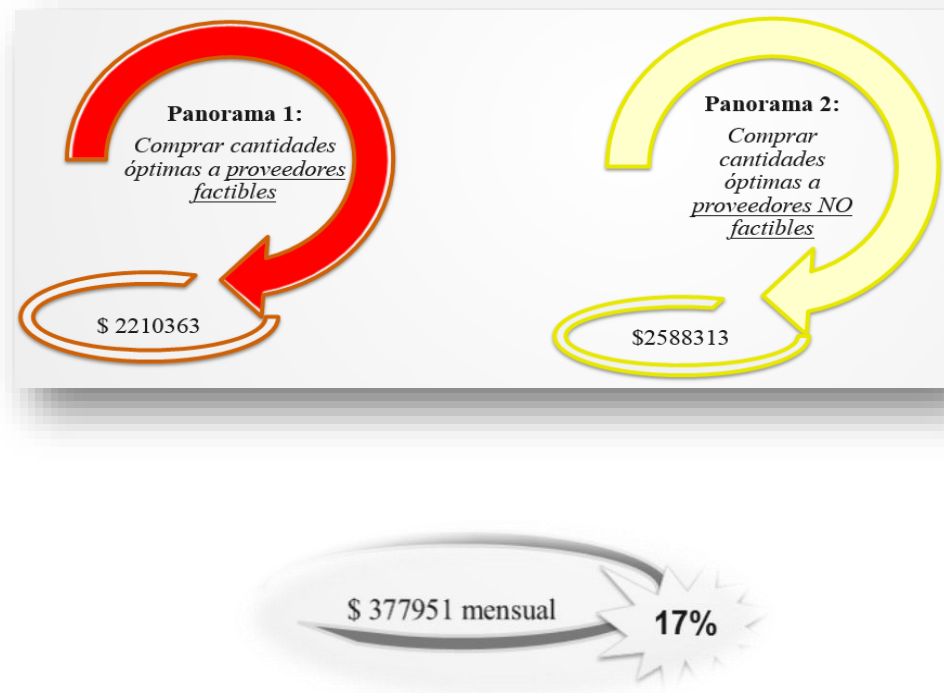 Panorama 1:
Comprar cantidades
óptimas a proveedores
factibles
$ 2210363
Panorama 2:
Comprar
cantidades
óptimas a
proveedores NO
factibles
$2588313
$ 377951 mensual
17%